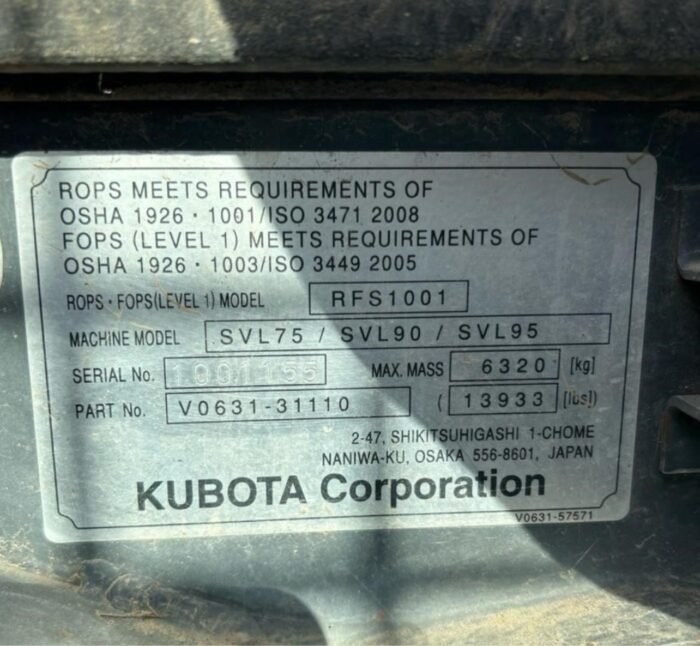 ROPS MEETS REQUIREMENTS OF
OSHA 1926 · 1001/ISO 3471 2008
FOPS (LEVEL 1) MEETS REQUIREMENTS OF
OSHA 1926 · 1003/ISO 3449 2005
ROPS · FOPS(LEVEL 1) MODEL RFS1001
MACHINE MODEL SVL75 / SVL90 / SVL95
SERIAL No. 1001155 MAX. MASS 6320 [kg]
PART No. V0631-31110 ( 13933 [lbs])
2-47, SHIKITSUHIGASHI 1-CHOME
NANIWA-KU, OSAKA 556-8601, JAPAN
KUBOTA Corporation
V0631-57571